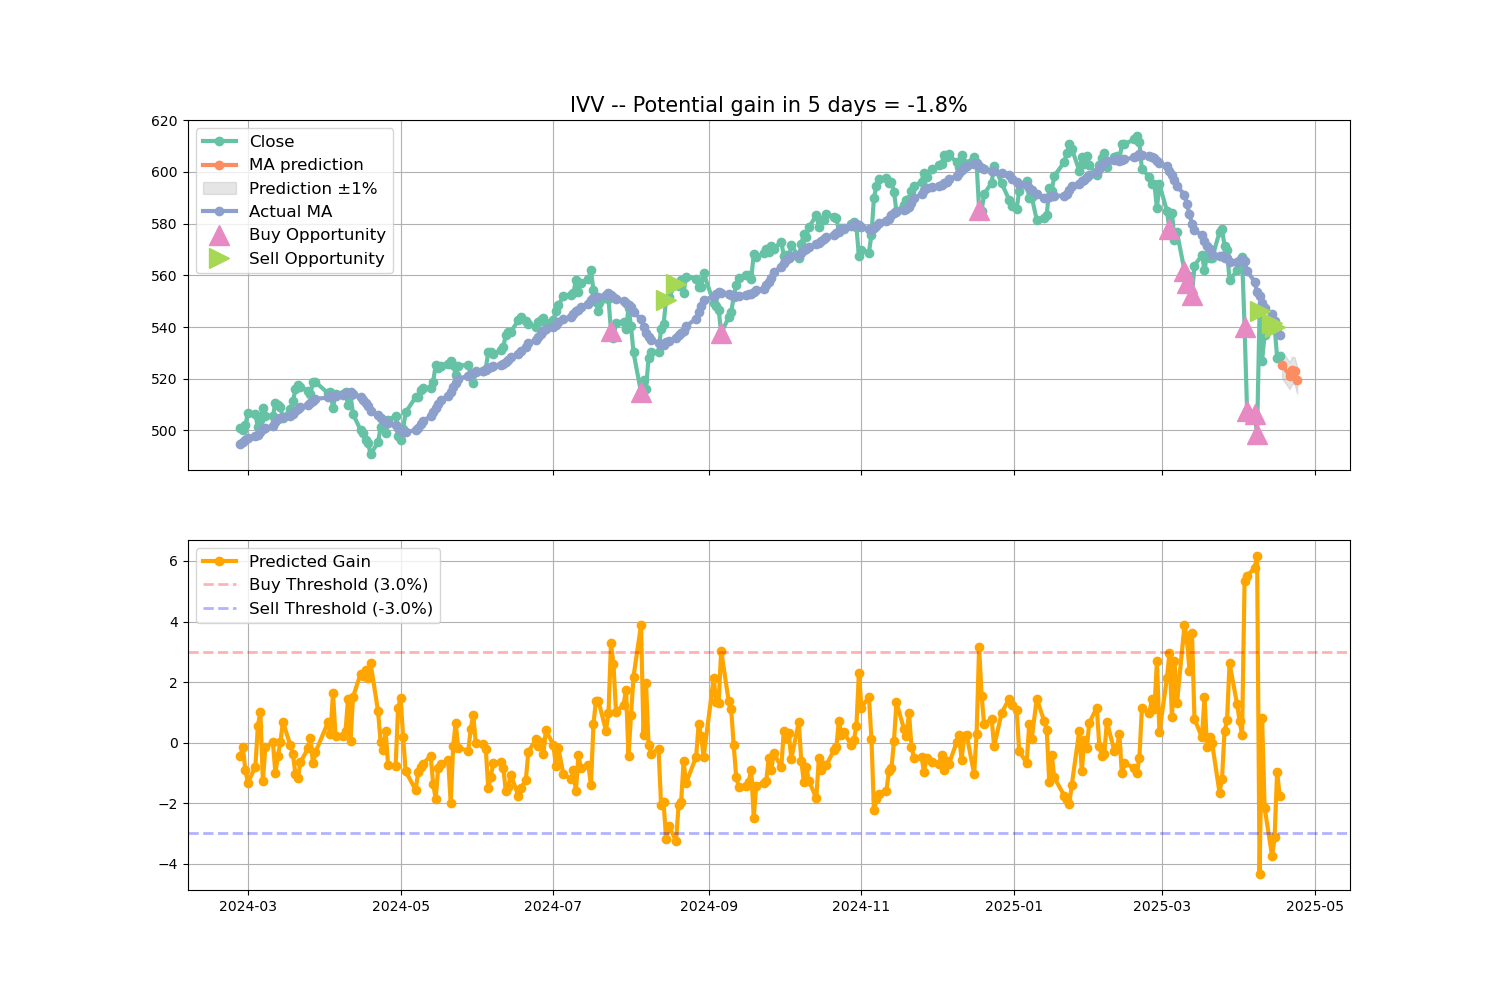 IVV -- Potential gain in 5 days = -1.8%
620
600
580
560
540
520
500
Close
MA prediction
Prediction ±1%
Actual MA
Buy Opportunity
Sell Opportunity
6
4
2
0
−2
−4
Predicted Gain
Buy Threshold (3.0%)
Sell Threshold (-3.0%)
2024-03
2024-05
2024-07
2024-09
2024-11
2025-01
2025-03
2025-05